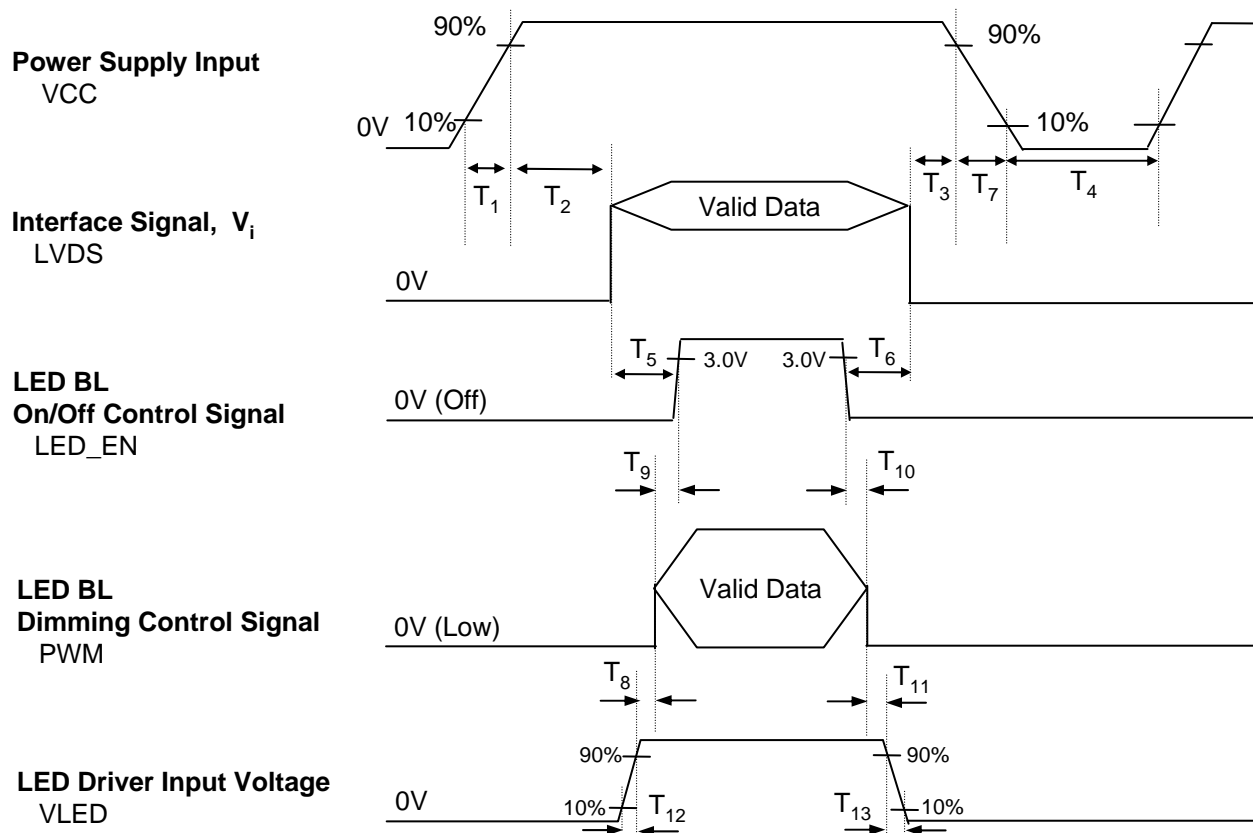 90%
90%
Power Supply Input
VCC
0V
10%
10%
T1
T2
T3
T7
T4
Interface Signal, Vi
LVDS
Valid Data
0V
T5
3.0V
3.0V
T6
LED BL
On/Off Control Signal
LED_EN
0V (Off)
T9
T10
LED BL
Dimming Control Signal
PWM
Valid Data
0V (Low)
T8
T11
90%
90%
LED Driver Input Voltage
VLED
0V
10%
T12
T13
10%